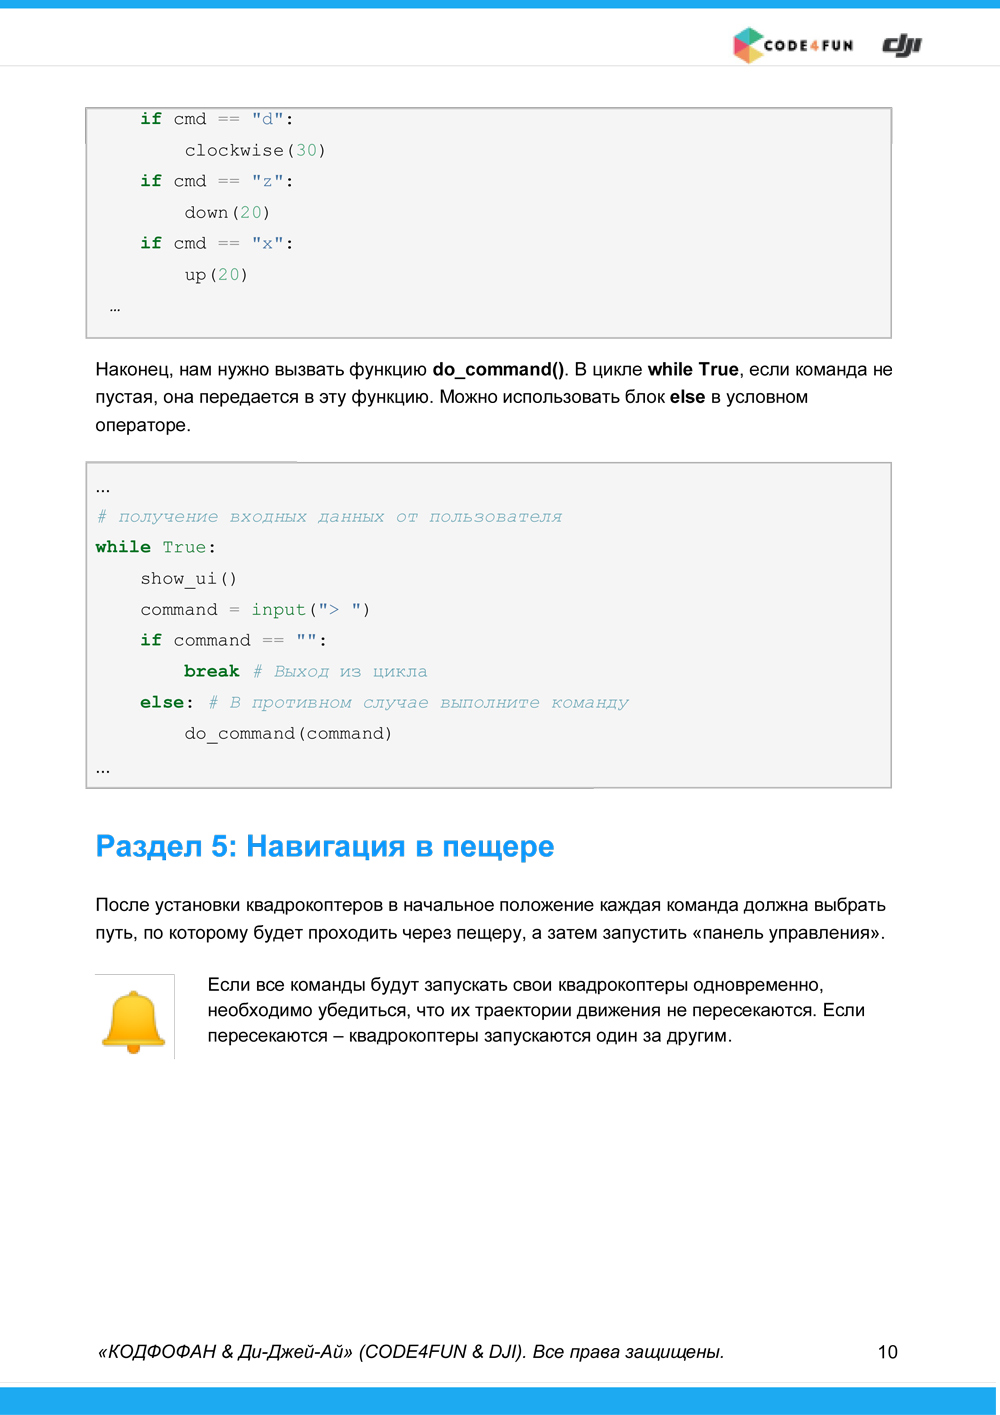 CODE4FUN dji
if cmd == "d":
clockwise(30)
if cmd == "z":
down(20)
if cmd == "x":
up(20)
…
Наконец, нам нужно вызвать функцию do_command(). В цикле while True, если команда не
пустая, она передается в эту функцию. Можно использовать блок else в условном
операторе.
...
# получение входных данных от пользователя
while True:
show_ui()
command = input("> ")
if command == "":
break # Выход из цикла
else: # В противном случае выполните команду
do_command(command)
...
Раздел 5: Навигация в пещере
После установки квадрокоптеров в начальное положение каждая команда должна выбрать
путь, по которому будет проходить через пещеру, а затем запустить «панель управления».
Если все команды будут запускать свои квадрокоптеры одновременно,
необходимо убедиться, что их траектории движения не пересекаются. Если
пересекаются – квадрокоптеры запускаются один за другим.
«КОДФОФАН & Ди-Джей-Ай» (CODE4FUN & DJI). Все права защищены. 10